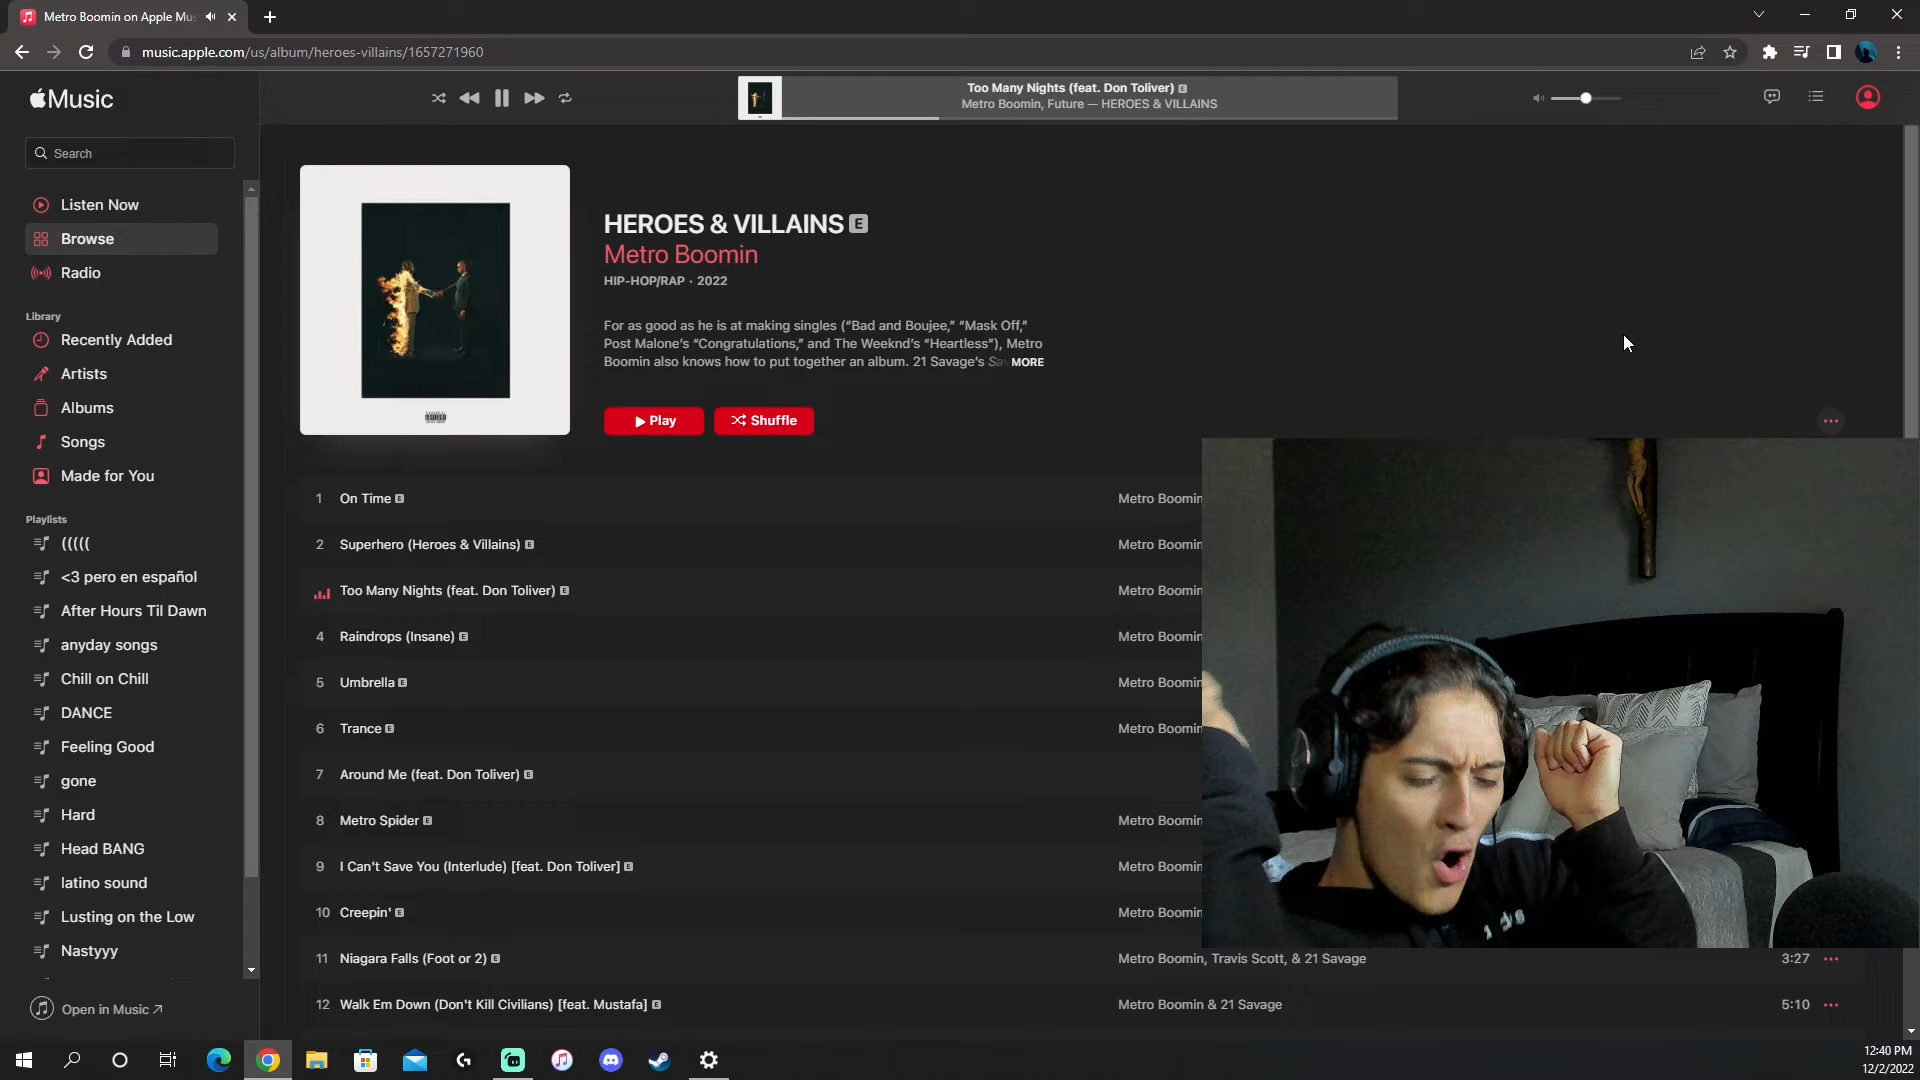 Metro Boomin on Apple Mu
music.apple.com/us/album/heroes-villains/1657271960
Music
Too Many Nights (feat. Don Toliver) E
Metro Boomin, Future — HEROES & VILLAINS
Search
Listen Now
Browse
Radio
Library
Recently Added
Artists
Albums
Songs
Made for You
Playlists
(((((
<3 pero en español
After Hours Til Dawn
anyday songs
Chill on Chill
DANCE
Feeling Good
gone
Hard
Head BANG
latino sound
Lusting on the Low
Nastyyy
Open in Music ↗
HEROES & VILLAINS E
Metro Boomin
HIP-HOP/RAP · 2022
For as good as he is at making singles (“Bad and Boujee,” “Mask Off,”
Post Malone’s “Congratulations,” and The Weeknd’s “Heartless”), Metro
Boomin also knows how to put together an album. 21 Savage’s Sa MORE
Play
Shuffle
1 On Time E Metro Boomin
2 Superhero (Heroes & Villains) E Metro Boomin
Too Many Nights (feat. Don Toliver) E Metro Boomin
4 Raindrops (Insane) E Metro Boomin
5 Umbrella E Metro Boomin
6 Trance E Metro Boomin
7 Around Me (feat. Don Toliver) E
8 Metro Spider E Metro Boomin
9 I Can't Save You (Interlude) [feat. Don Toliver] E Metro Boomin
10 Creepin' E Metro Boomin
11 Niagara Falls (Foot or 2) E Metro Boomin, Travis Scott, & 21 Savage 3:27
12 Walk Em Down (Don't Kill Civilians) [feat. Mustafa] E Metro Boomin & 21 Savage 5:10
12:40 PM
12/2/2022